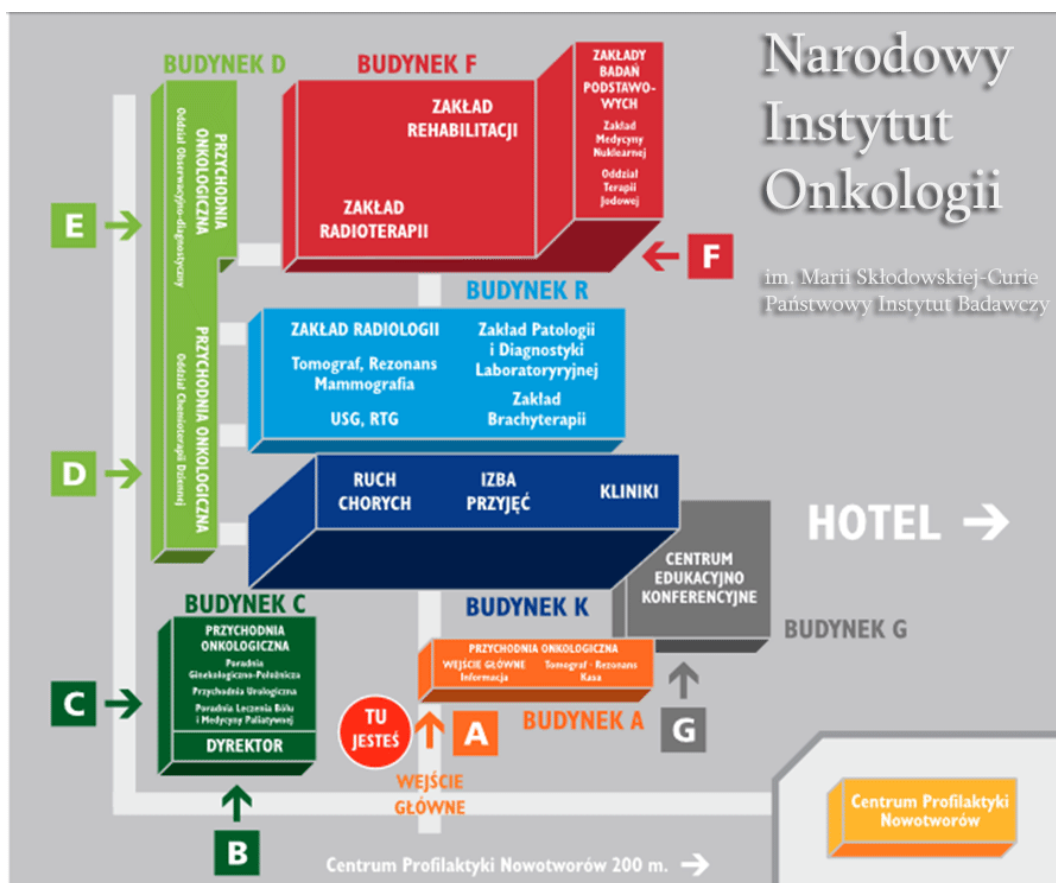 Narodowy
Instytut
Onkologii
im. Marii Skłodowskiej-Curie
Państwowy Instytut Badawczy
BUDYNEK D
PRZYCHODNIA
ONKOLOGICZNA
Oddział Obserwacyjno-diagnostyczny
PRZYCHODNIA ONKOLOGICZNA
Oddział Chemioterapii Dziennej
E →
D →
BUDYNEK F
ZAKŁAD
REHABILITACJI
ZAKŁAD
RADIOTERAPII
ZAKŁADY
BADAŃ
PODSTAWO-
WYCH
Zakład
Medycyny
Nuklearnej
Oddział
Terapii
Jodowej
← F
BUDYNEK R
ZAKŁAD RADIOLOGII
Tomograf, Rezonans
Mammografia
USG, RTG
Zakład Patologii
i Diagnostyki
Laboratoryryjnej
Zakład
Brachyterapii
RUCH
CHORYCH
IZBA
PRZYJĘĆ
KLINIKI
BUDYNEK K
HOTEL →
CENTRUM
EDUKACYJNO
KONFERENCYJNE
BUDYNEK G
↑
G
BUDYNEK C
PRZYCHODNIA
ONKOLOGICZNA
Poradnia
Ginekologiczno-Położnicza
Przychodnia Urologiczna
Poradnia Leczenia Bólu
i Medycyny Paliatywnej
DYREKTOR
C →
↑
B
PRZYCHODNIA ONKOLOGICZNA
WEJŚCIE GŁÓWNE
Informacja
Tomograf - Rezonans
Kasa
BUDYNEK A
TU
JESTEŚ
↑ A
WEJŚCIE
GŁÓWNE
Centrum Profilaktyki
Nowotworów
Centrum Profilaktyki Nowotworów 200 m. →